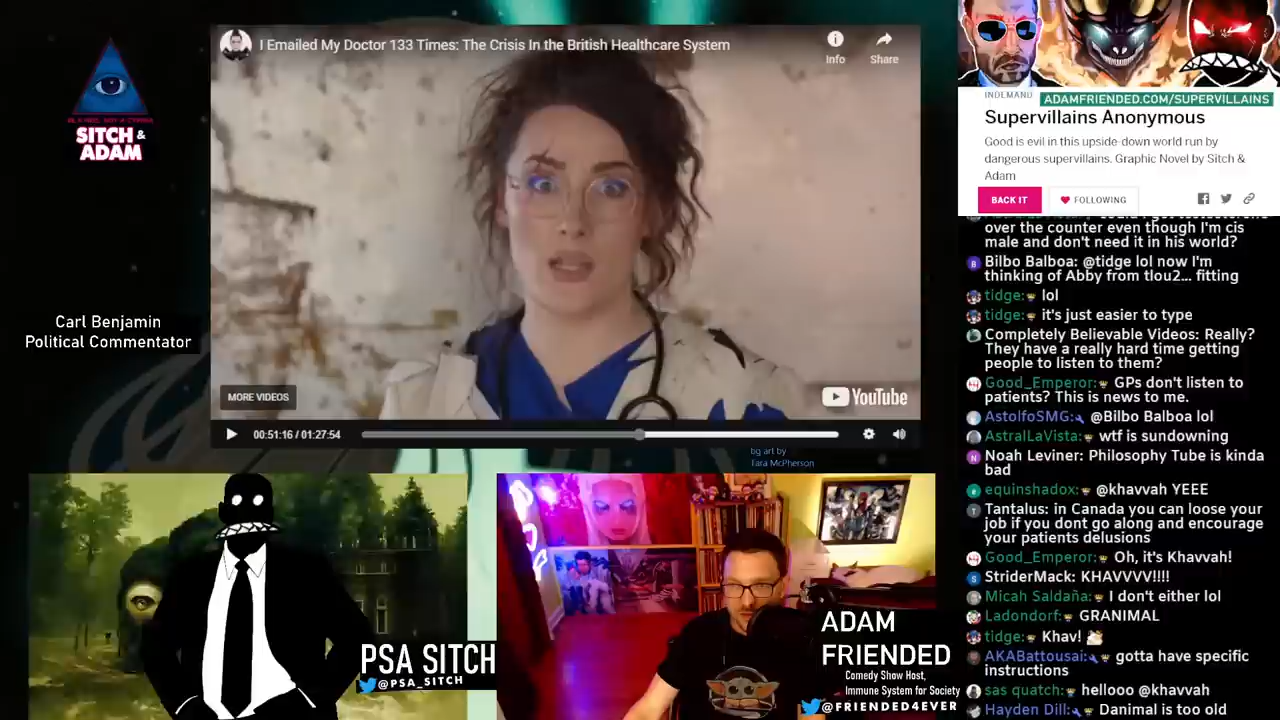 I Emailed My Doctor 133 Times: The Crisis In the British Healthcare System
Info
Share
SITCH &
ADAM
Carl Benjamin
Political Commentator
MORE VIDEOS
YouTube
00:51:16 / 01:27:54
bg art by
Tara McPherson
PSA SITCH
@PSA_SITCH
ADAM
FRIENDED
Comedy Show Host,
Immune System for Society
@FRIENDED4EVER
INDEMAND
ADAMFRIENDED.COM/SUPERVILLAINS
Supervillains Anonymous
Good is evil in this upside-down world run by
dangerous supervillains. Graphic Novel by Sitch &
Adam
BACK IT
FOLLOWING
over the counter even though I'm cis
male and don't need it in his world?
Bilbo Balboa: @tidge lol now I'm
thinking of Abby from tlou2... fitting
tidge: lol
tidge: it's just easier to type
Completely Believable Videos: Really?
They have a really hard time getting
people to listen to them?
Good_Emperor: GPs don't listen to
patients? This is news to me.
AstolfoSMG: @Bilbo Balboa lol
AstralLaVista: wtf is sundowning
Noah Leviner: Philosophy Tube is kinda
bad
equinshadox: @khavvah YEEE
Tantalus: in Canada you can loose your
job if you dont go along and encourage
your patients delusions
Good_Emperor: Oh, it's Khavvah!
StriderMack: KHAVVVV!!!!
Micah Saldaña: I don't either lol
Ladondorf: GRANIMAL
tidge: Khav!
AKABattousai: gotta have specific
instructions
sas quatch: hellooo @khavvah
Hayden Dill: Danimal is too old